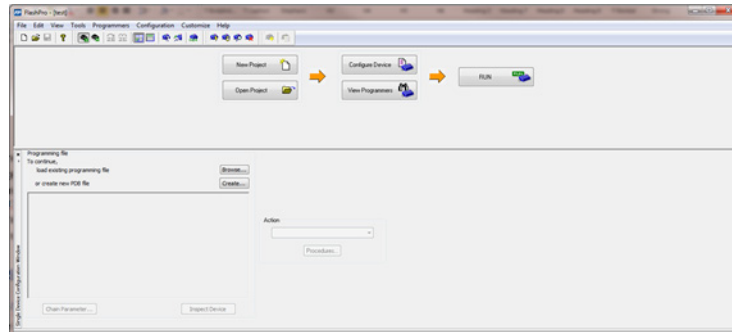 FlashPro - [test]
File Edit View Tools Programmers Configuration Customize Help
New Project
Configure Device
Open Project
View Programmers
RUN
Programming file
To continue,
load existing programming file
Browse...
or create new PDB file
Create...
Action
Procedures...
Chain Parameter...
Inspect Device
Single Device Configuration Window